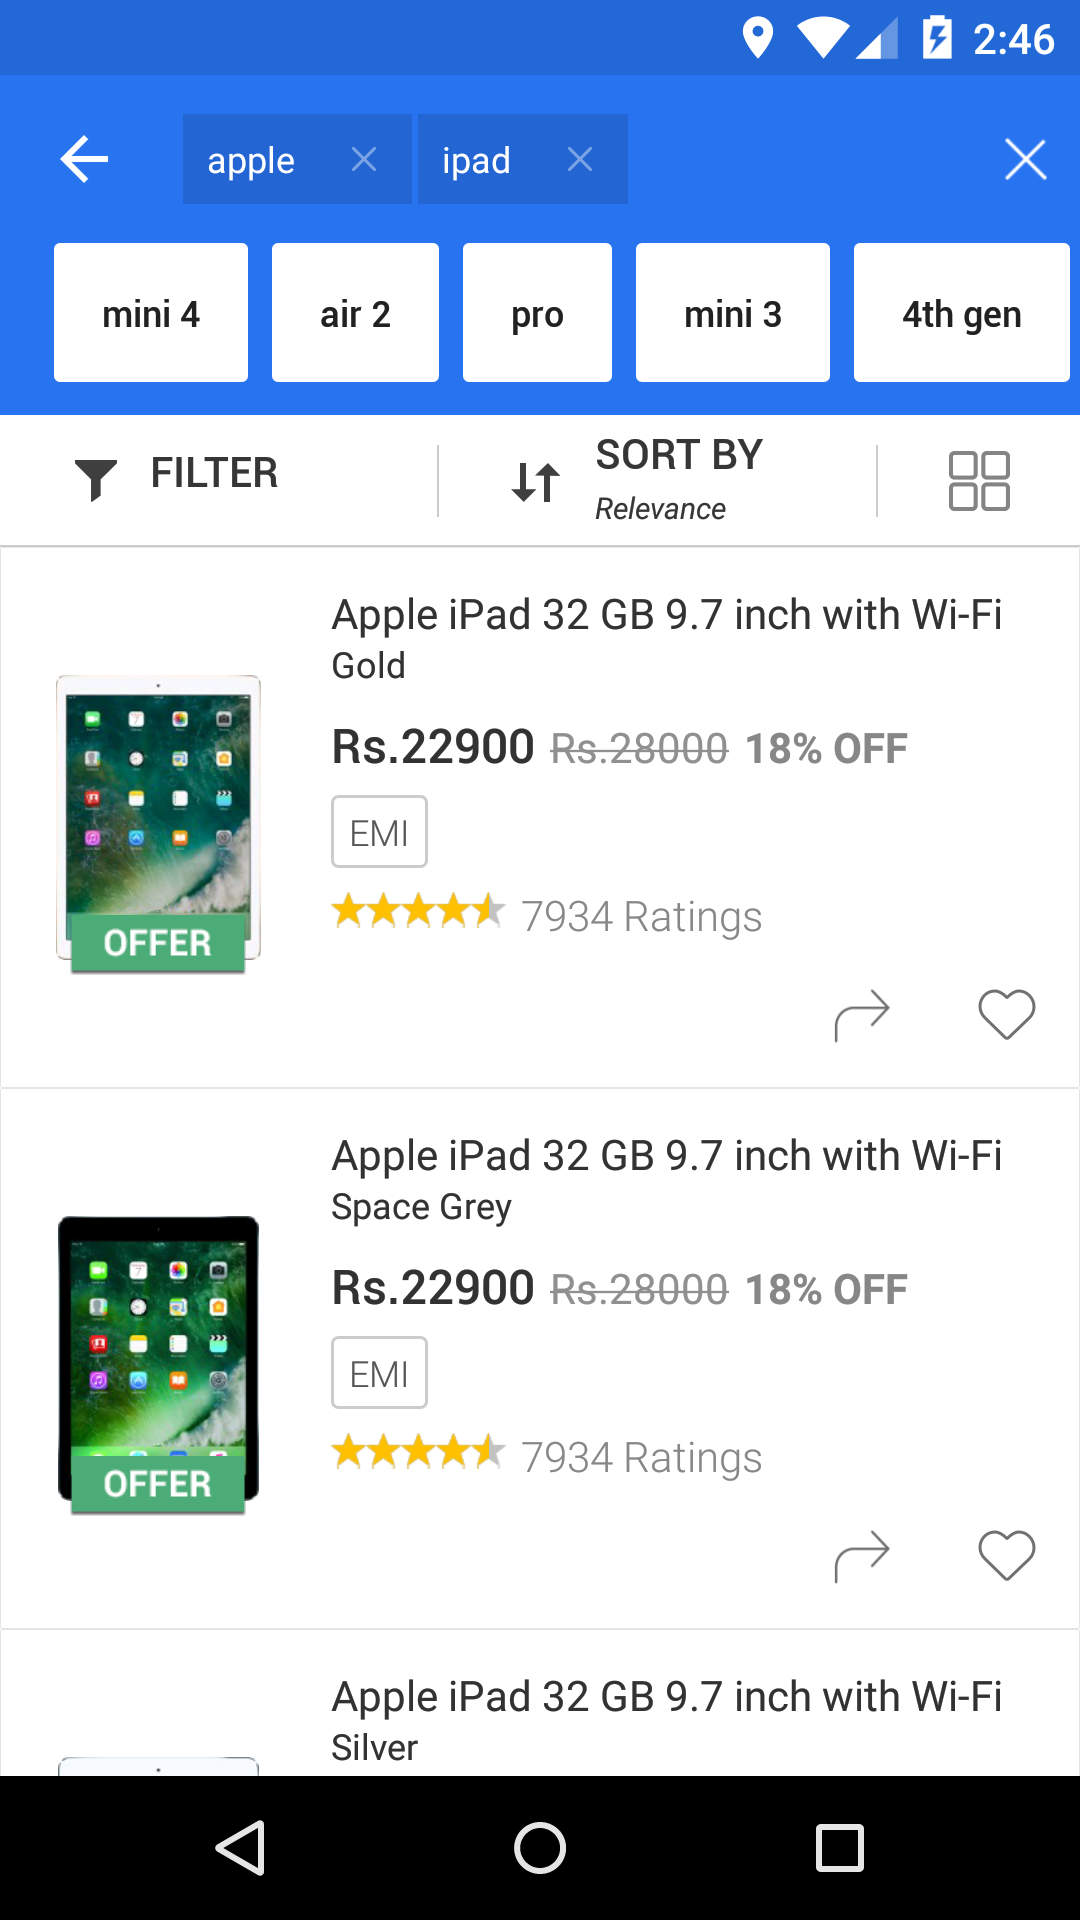 2:46
apple
ipad
mini 4
air 2
pro
mini 3
4th gen
FILTER
SORT BY
Relevance
Apple iPad 32 GB 9.7 inch with Wi-Fi
Gold
Rs.22900 Rs.28000 18% OFF
EMI
7934 Ratings
OFFER
Apple iPad 32 GB 9.7 inch with Wi-Fi
Space Grey
Rs.22900 Rs.28000 18% OFF
EMI
7934 Ratings
OFFER
Apple iPad 32 GB 9.7 inch with Wi-Fi
Silver